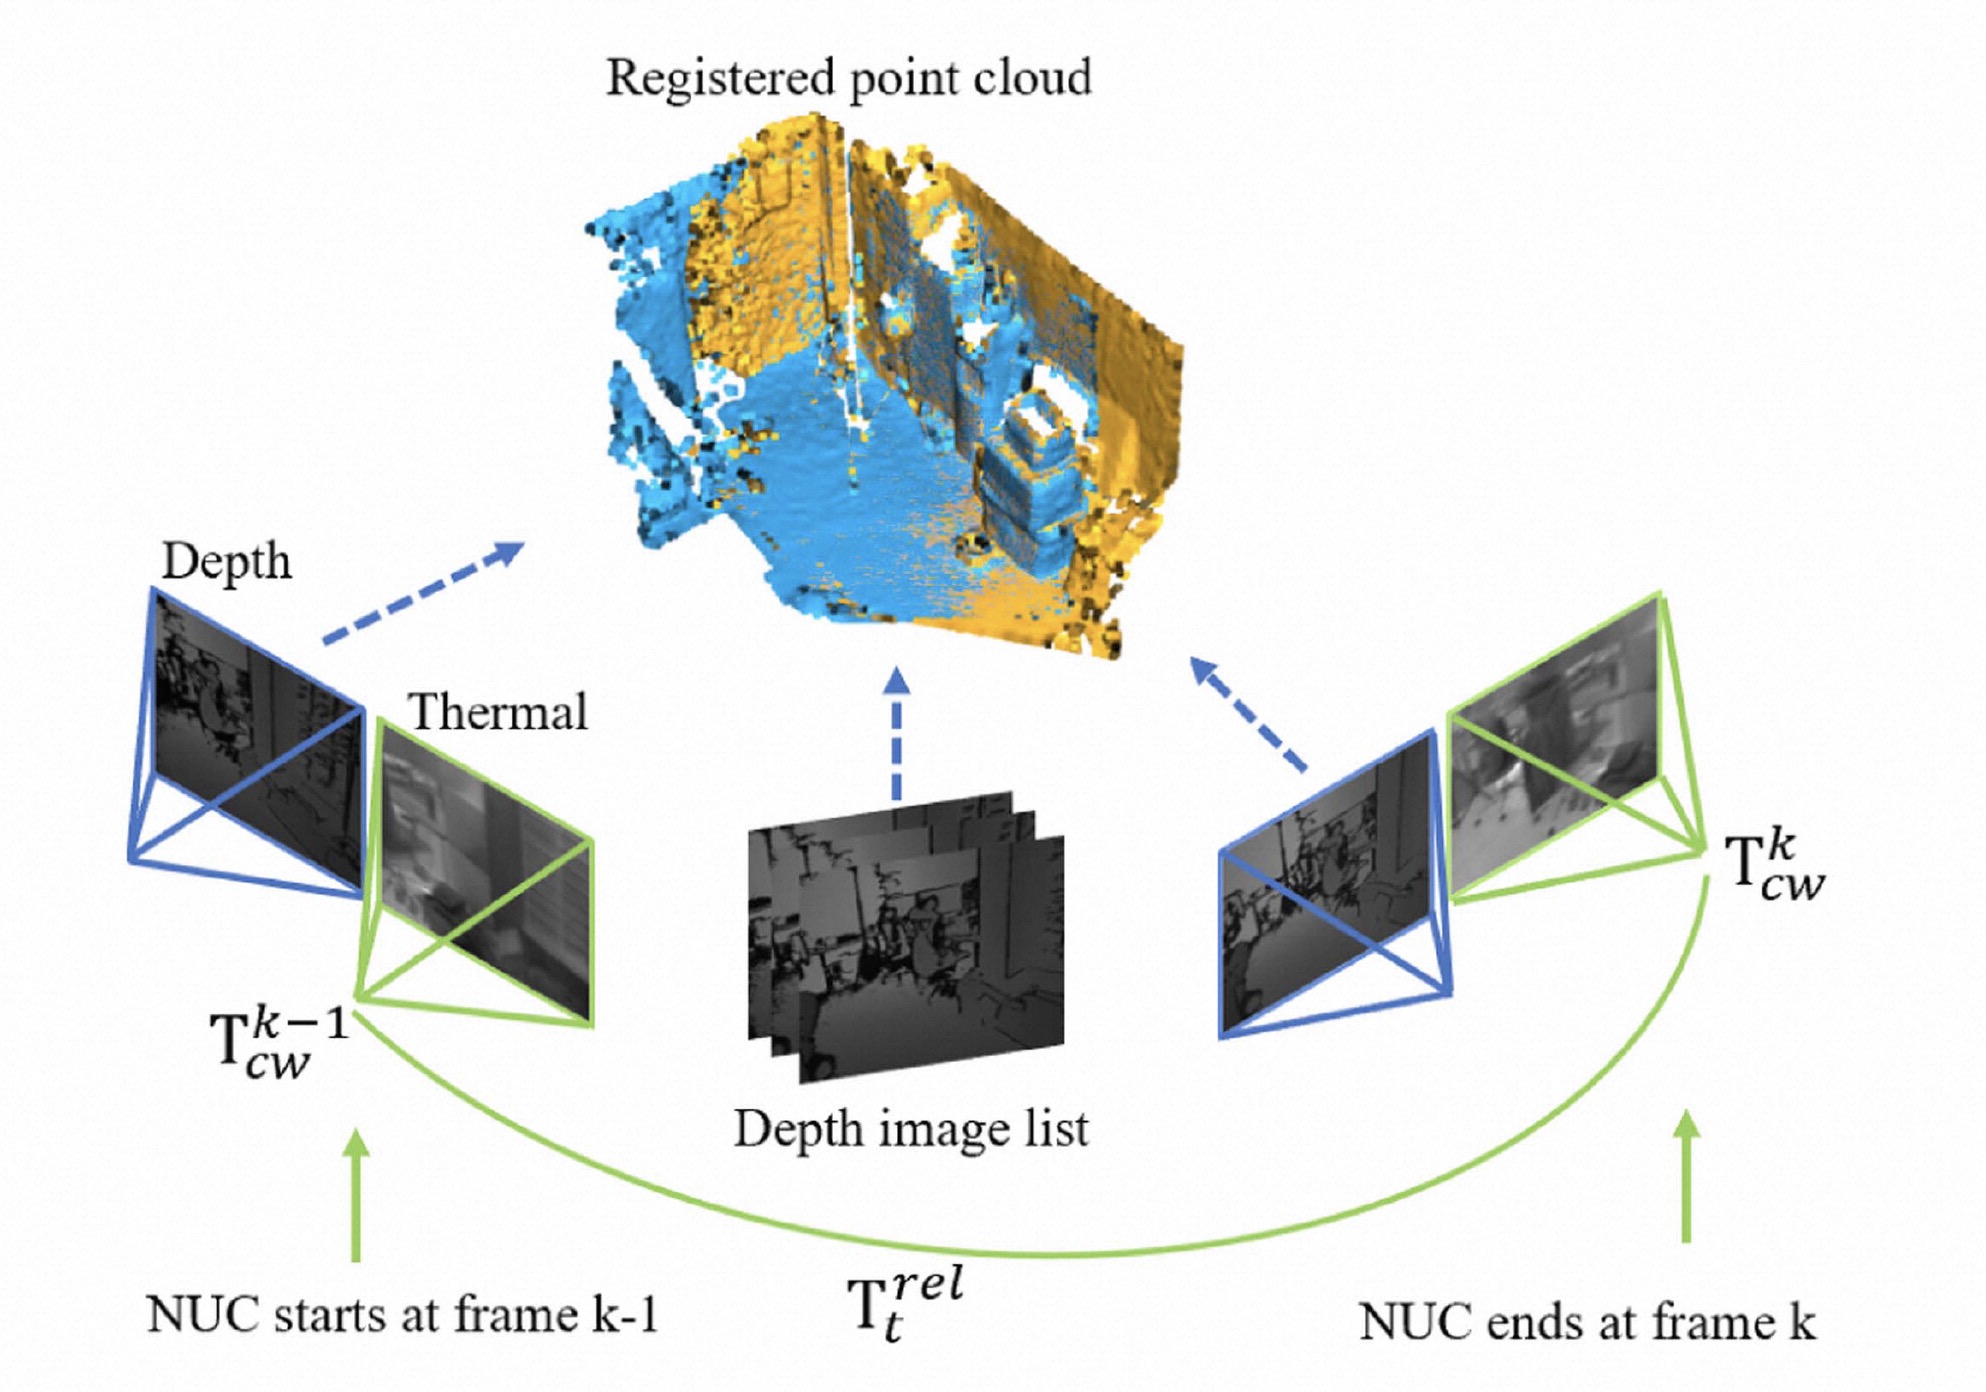 Registered point cloud
Depth
Thermal
T_{cw}^{k}
T_{cw}^{k-1}
Depth image list
T_{t}^{rel}
NUC starts at frame k-1
NUC ends at frame k